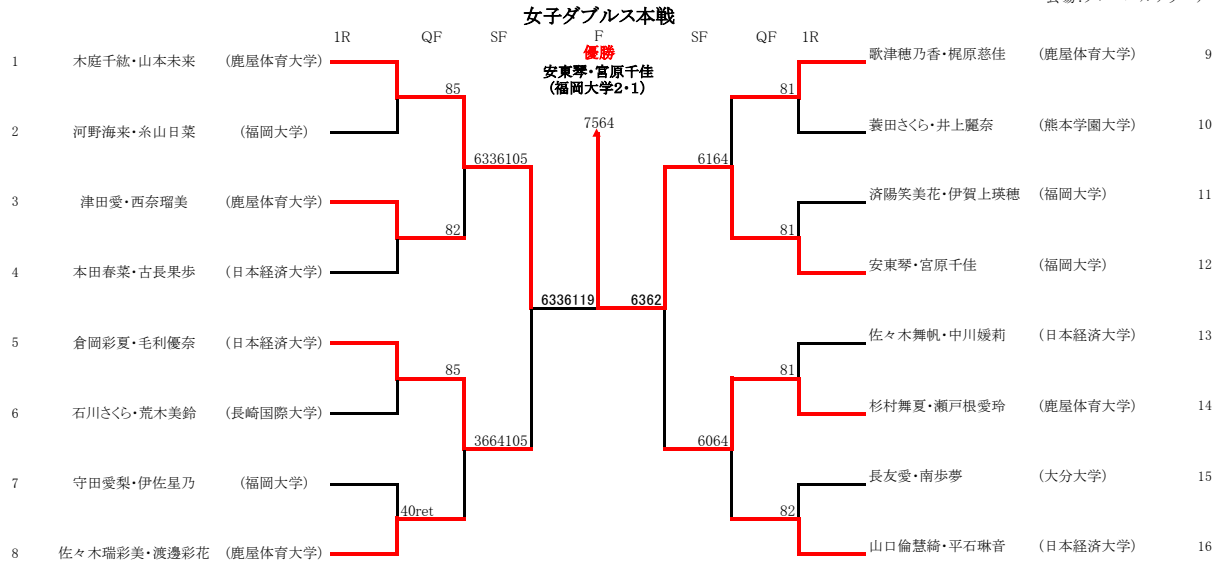 女子ダブルス本戦
1R QF SF F SF QF 1R
優勝
安東琴・宮原千佳
(福岡大学2・1)
1 木庭千紘・山本未来 (鹿屋体育大学)
85
2 河野海来・糸山日菜 (福岡大学)
6336105
3 津田愛・西奈瑠美 (鹿屋体育大学)
82
4 本田春菜・古長果歩 (日本経済大学)
6336119
5 倉岡彩夏・毛利優奈 (日本経済大学)
85
6 石川さくら・荒木美鈴 (長崎国際大学)
3664105
7 守田愛梨・伊佐星乃 (福岡大学)
40ret
8 佐々木瑞彩美・渡邊彩花 (鹿屋体育大学)
7564
歌津穂乃香・梶原慈佳 (鹿屋体育大学) 9
81
蓑田さくら・井上麗奈 (熊本学園大学) 10
6164
済陽笑美花・伊賀上瑛穂 (福岡大学) 11
81
安東琴・宮原千佳 (福岡大学) 12
6362
佐々木舞帆・中川媛莉 (日本経済大学) 13
81
杉村舞夏・瀬戸根愛玲 (鹿屋体育大学) 14
6064
長友愛・南歩夢 (大分大学) 15
82
山口倫慧綺・平石琳音 (日本経済大学) 16